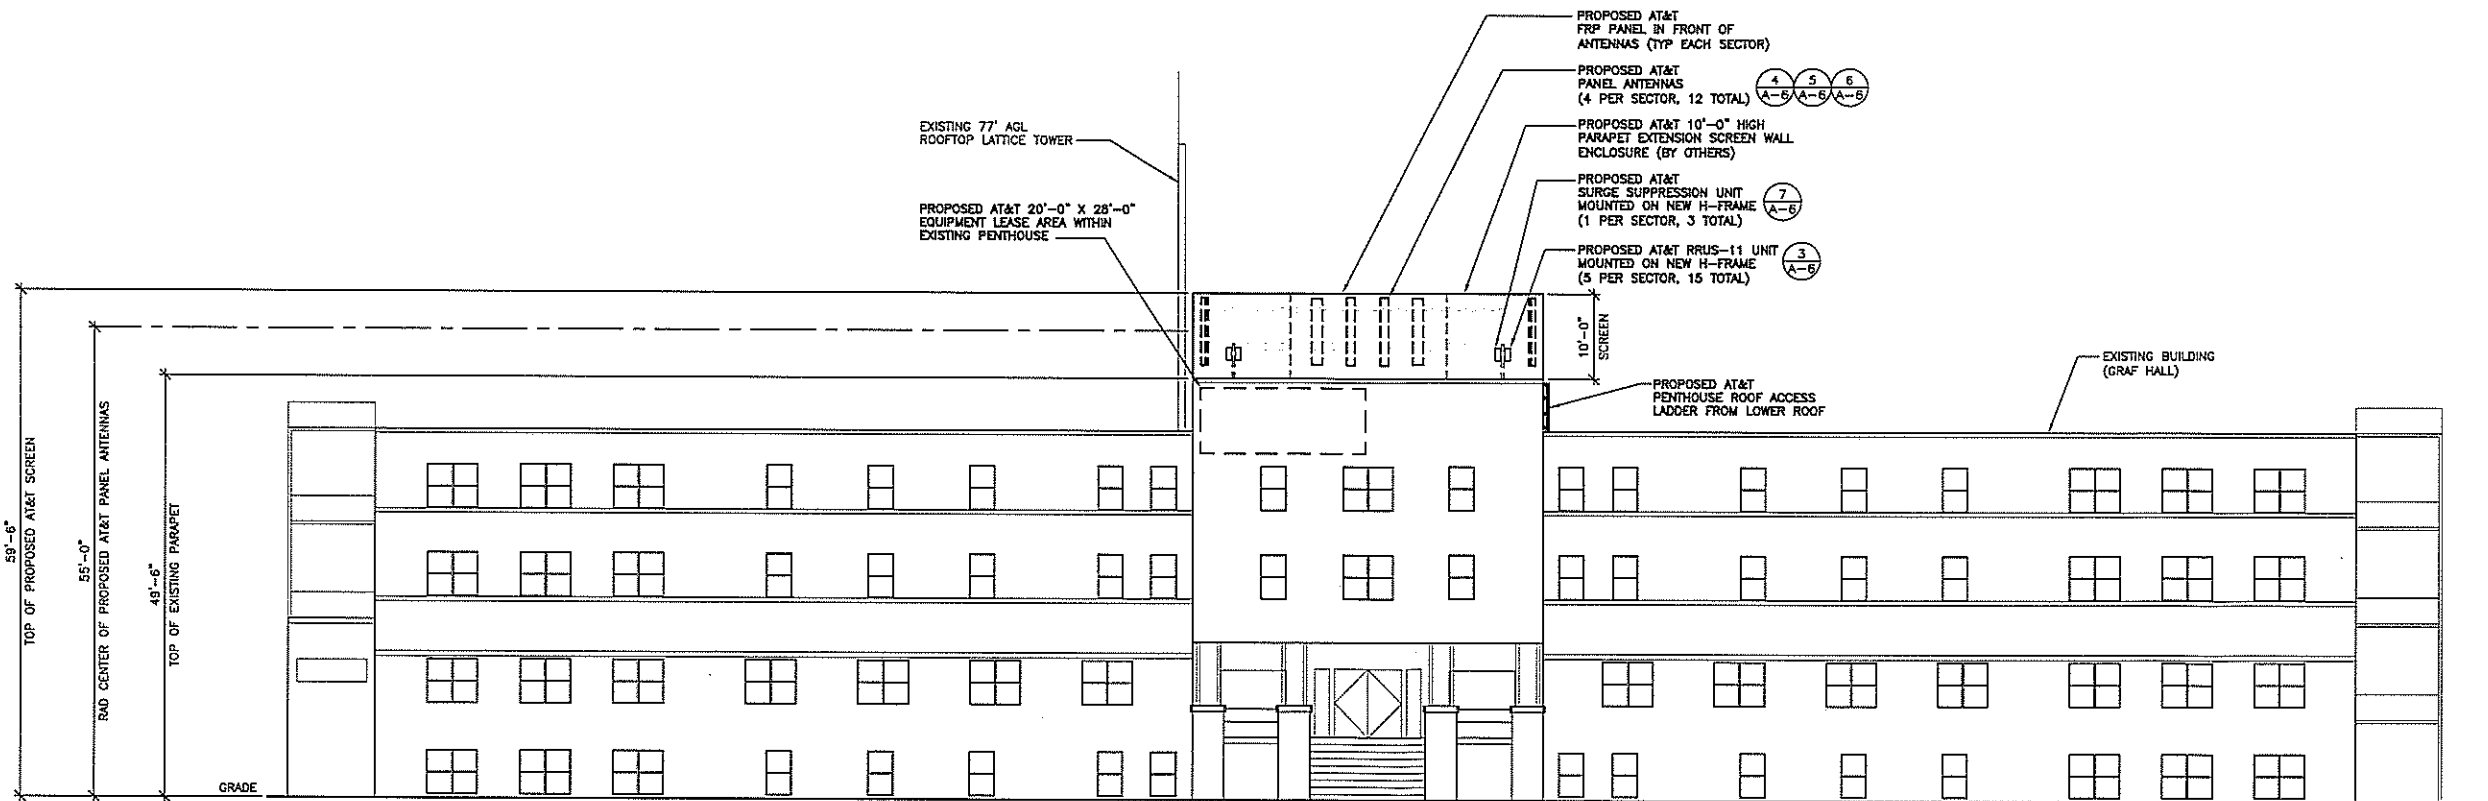 PROPOSED AT&T
FRP PANEL IN FRONT OF
ANTENNAS (TYP EACH SECTOR)
PROPOSED AT&T
PANEL ANTENNAS
(4 PER SECTOR, 12 TOTAL)
4
A-6
5
A-6
6
A-6
PROPOSED AT&T 10'-0" HIGH
PARAPET EXTENSION SCREEN WALL
ENCLOSURE (BY OTHERS)
PROPOSED AT&T
SURGE SUPPRESSION UNIT
MOUNTED ON NEW H-FRAME
(1 PER SECTOR, 3 TOTAL)
7
A-6
PROPOSED AT&T RRUS-11 UNIT
MOUNTED ON NEW H-FRAME
(5 PER SECTOR, 15 TOTAL)
3
A-6
EXISTING 77' AGL
ROOFTOP LATTICE TOWER
PROPOSED AT&T 20'-0" X 28'-0"
EQUIPMENT LEASE AREA WITHIN
EXISTING PENTHOUSE
10'-0"
SCREEN
EXISTING BUILDING
(GRAF HALL)
PROPOSED AT&T
PENTHOUSE ROOF ACCESS
LADDER FROM LOWER ROOF
59'-6"
TOP OF PROPOSED AT&T SCREEN
55'-0"
RAD CENTER OF PROPOSED AT&T PANEL ANTENNAS
49'-6"
TOP OF EXISTING PARAPET
GRADE